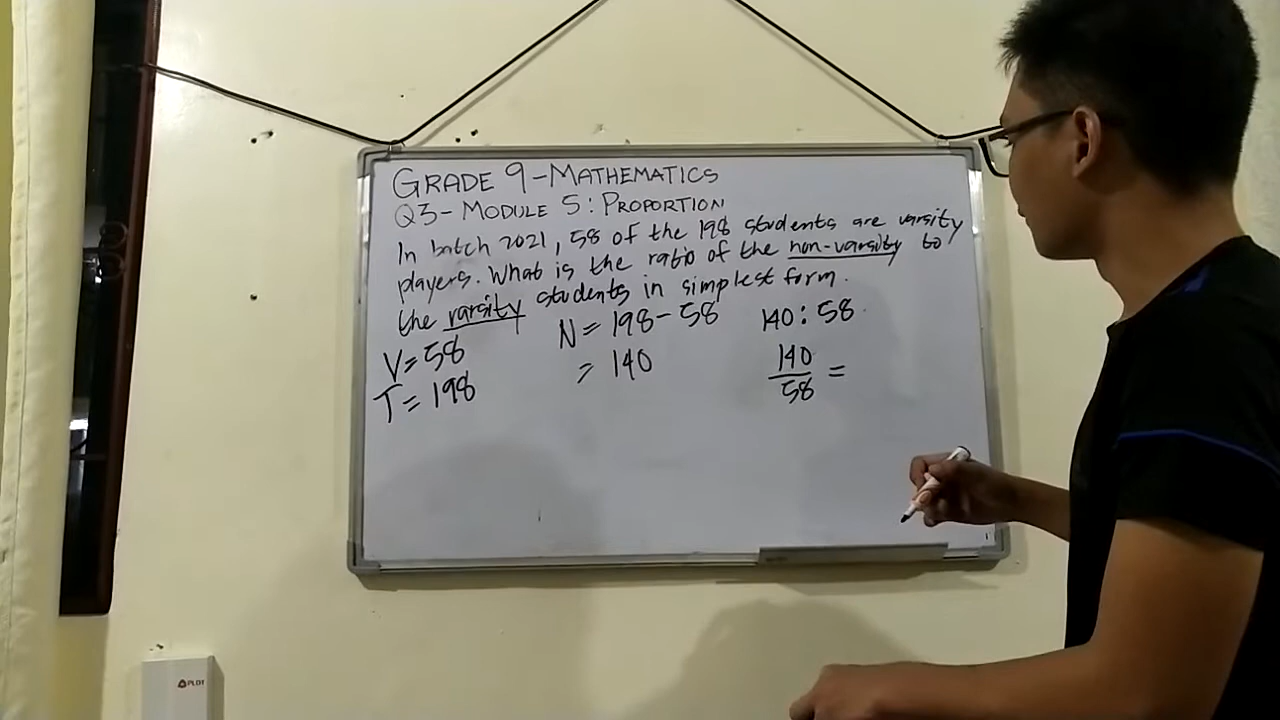 GRADE 9-MATHEMATICS
Q3-MODULE 5: PROPORTION
In batch 2021, 58 of the 198 students are varsity
players. What is the ratio of the non-varsity to
the varsity students in simplest form.
V=58
T=198
N=198-58
=140
140:58
140
58 =
PLDT